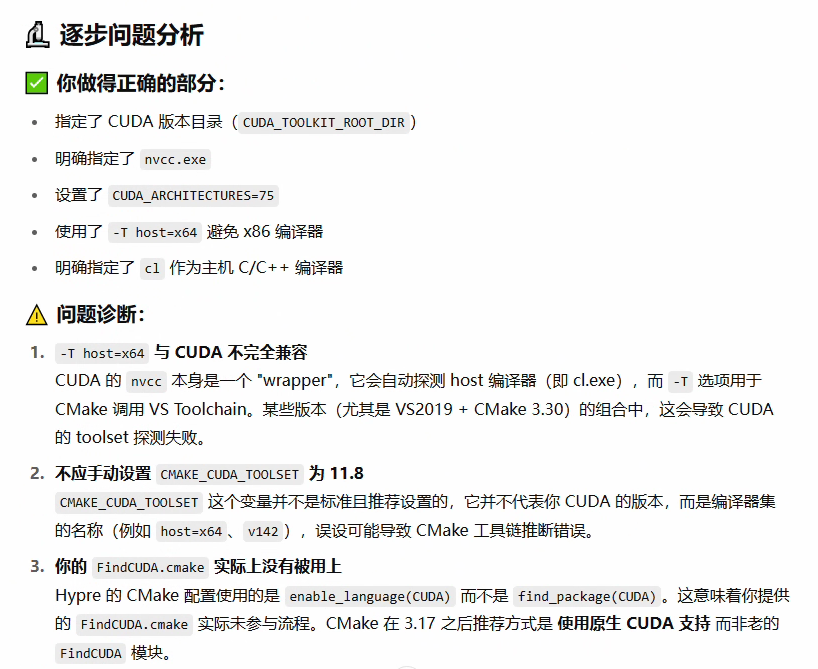 逐步问题分析
你做得正确的部分：
指定了 CUDA 版本目录（CUDA_TOOLKIT_ROOT_DIR）
明确指定了 nvcc.exe
设置了 CUDA_ARCHITECTURES=75
使用了 -T host=x64 避免 x86 编译器
明确指定了 cl 作为主机 C/C++ 编译器
问题诊断：
1. -T host=x64 与 CUDA 不完全兼容
CUDA 的 nvcc 本身是一个 "wrapper"，它会自动探测 host 编译器（即 cl.exe），而 -T 选项用于
CMake 调用 VS Toolchain。某些版本（尤其是 VS2019 + CMake 3.30）的组合中，这会导致 CUDA
的 toolset 探测失败。
2. 不应手动设置 CMAKE_CUDA_TOOLSET 为 11.8
CMAKE_CUDA_TOOLSET 这个变量并不是标准且推荐设置的，它并不代表你 CUDA 的版本，而是编译器集
的名称（例如 host=x64、v142），误设可能导致 CMake 工具链推断错误。
3. 你的 FindCUDA.cmake 实际上没有被用上
Hypre 的 CMake 配置使用的是 enable_language(CUDA) 而不是 find_package(CUDA)。这意味着你提供
的 FindCUDA.cmake 实际未参与流程。CMake 在 3.17 之后推荐方式是 使用原生 CUDA 支持 而非老的
FindCUDA 模块。